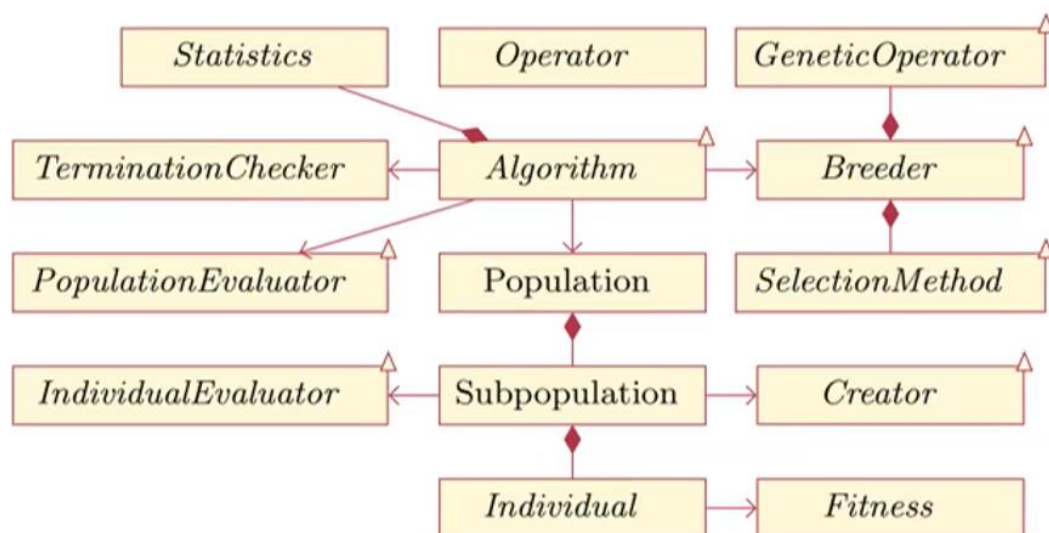 Statistics
Operator
GeneticOperator
TerminationChecker
Algorithm
Breeder
PopulationEvaluator
Population
SelectionMethod
IndividualEvaluator
Subpopulation
Creator
Individual
Fitness